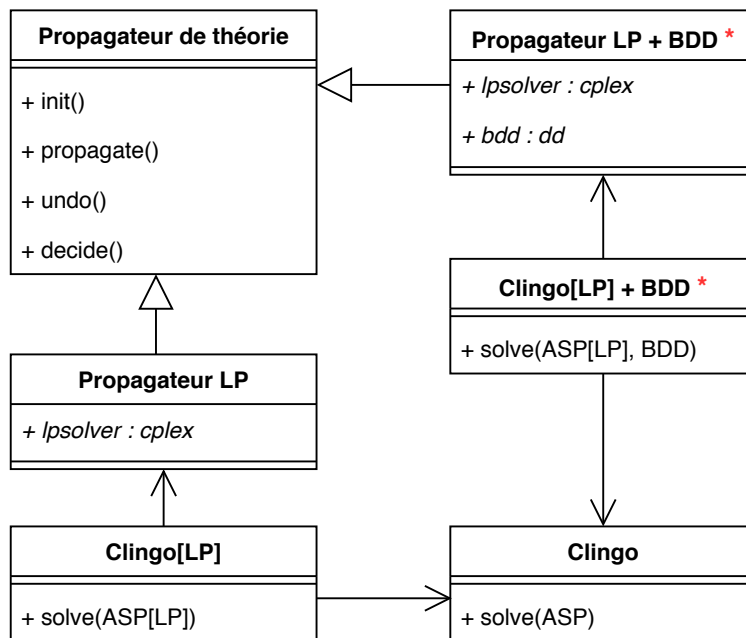 Propagateur de théorie
+ init()
+ propagate()
+ undo()
+ decide()
Propagateur LP + BDD *
+ lpsolver : cplex
+ bdd : dd
Clingo[LP] + BDD *
+ solve(ASP[LP], BDD)
Propagateur LP
+ lpsolver : cplex
Clingo[LP]
+ solve(ASP[LP])
Clingo
+ solve(ASP)